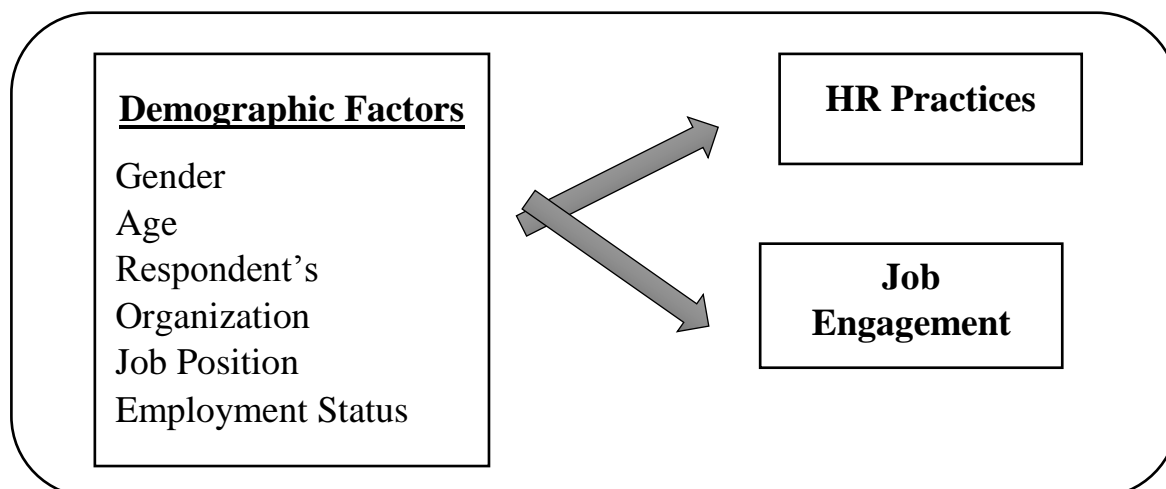 Demographic Factors
Gender
Age
Respondent’s
Organization
Job Position
Employment Status
HR Practices
Job
Engagement